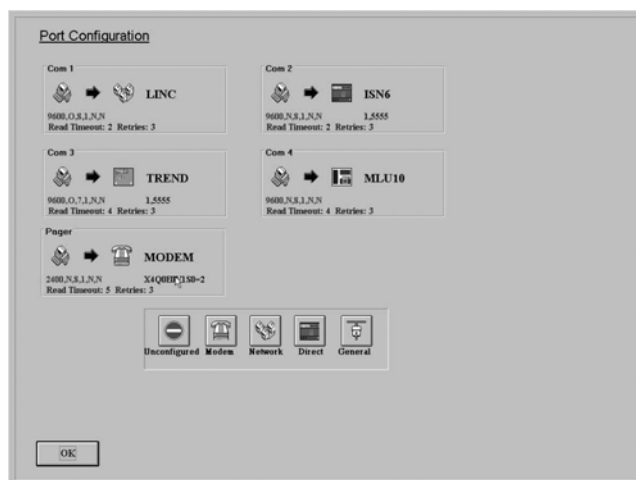 Port Configuration
Com 1
LINC
9600,O,8,1,N,N
Read Timeout: 2 Retries: 3
Com 2
ISN6
9600,N,8,1,N,N 1,5555
Read Timeout: 2 Retries: 3
Com 3
TREND
9600,O,7,1,N,N 1,5555
Read Timeout: 4 Retries: 3
Com 4
MLU10
9600,N,8,1,N,N
Read Timeout: 4 Retries: 3
Pager
MODEM
2400,N,8,1,N,N
Read Timeout: 5 Retries: 3
Unconfigured Modem Network Direct General
OK